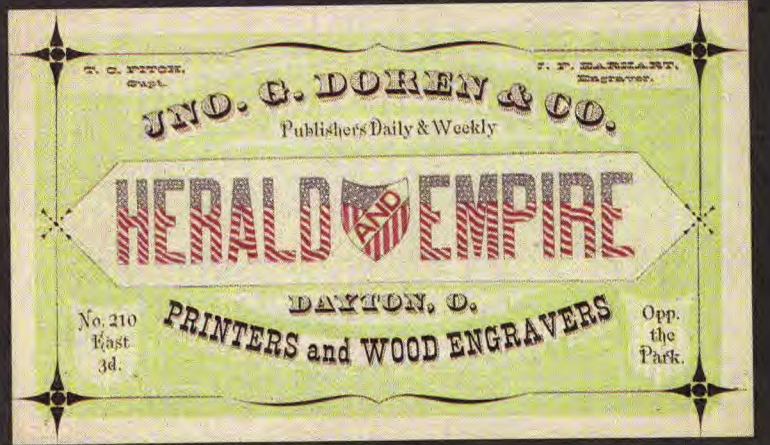 T. C. FITCH,
Supt.
J. F. EARHART,
Engraver.
JNO. G. DOREN & CO.
Publishers Daily & Weekly
HERALD AND EMPIRE
DAYTON, O.
PRINTERS and WOOD ENGRAVERS
No. 210
East
3d.
Opp.
the
Park.